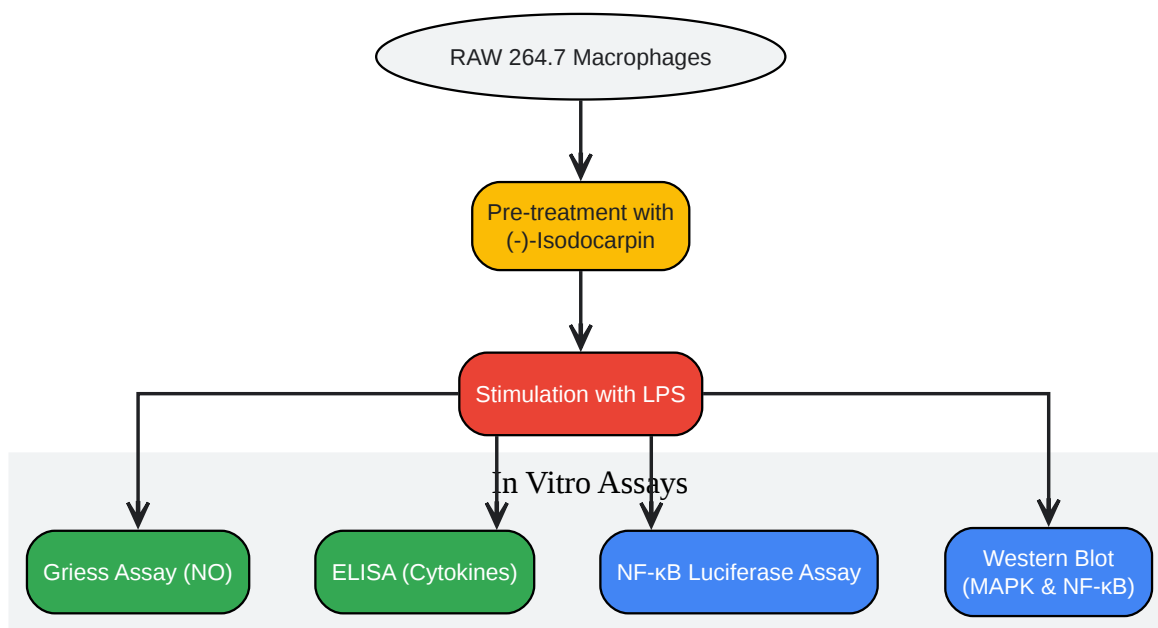 RAW 264.7 Macrophages
Pre-treatment with
(-)-Isodocarpin
Stimulation with LPS
In Vitro Assays
Griess Assay (NO)
ELISA (Cytokines)
NF-κB Luciferase Assay
Western Blot
(MAPK & NF-κB)